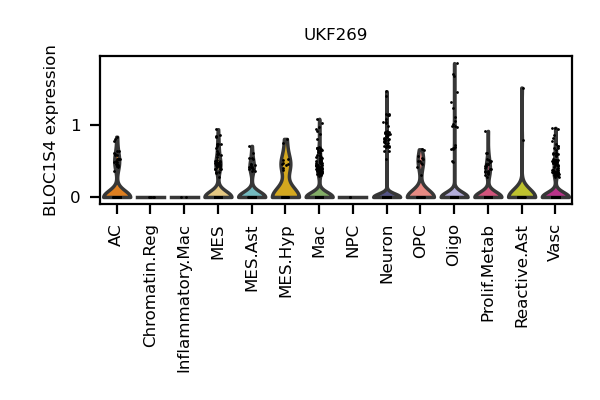 UKF269
BLOC1S4 expression
1
0
AC
Chromatin.Reg
Inflammatory.Mac
MES
MES.Ast
MES.Hyp
Mac
NPC
Neuron
OPC
Oligo
Prolif.Metab
Reactive.Ast
Vasc